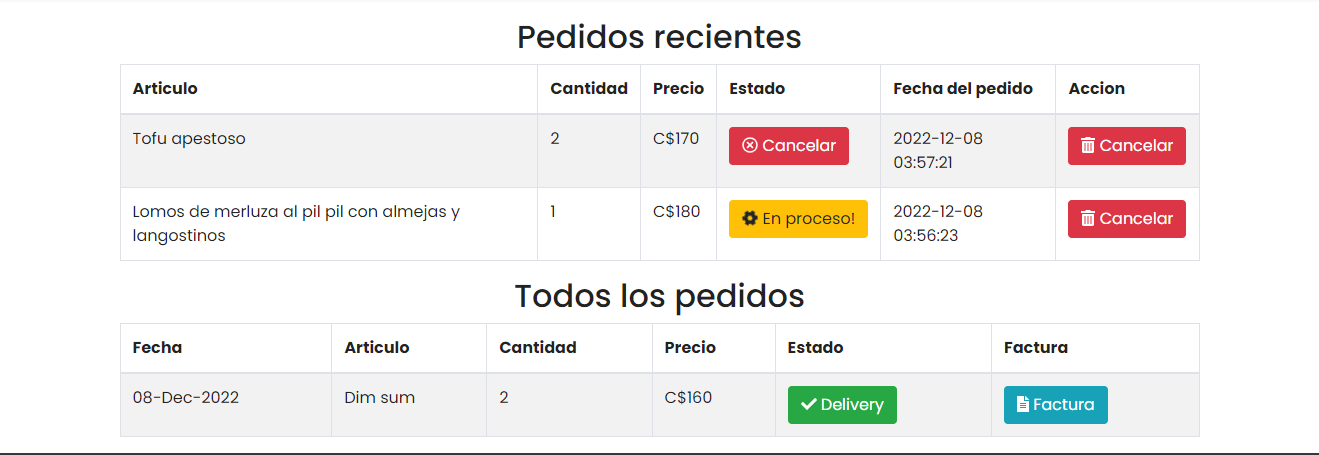 Pedidos recientes
Articulo Cantidad Precio Estado Fecha del pedido Accion
Tofu apestoso 2 C$170 Cancelar 2022-12-08 Cancelar
03:57:21
Lomos de merluza al pil pil con almejas y 1 C$180 En proceso! 2022-12-08 Cancelar
langostinos 03:56:23
Todos los pedidos
Fecha Articulo Cantidad Precio Estado Factura
08-Dec-2022 Dim sum 2 C$160 Delivery Factura